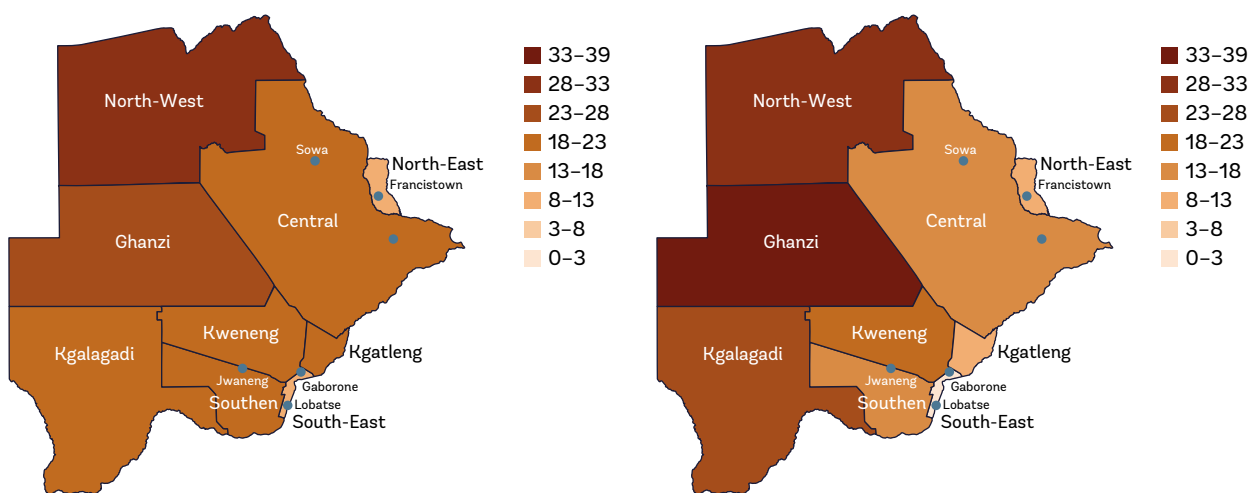 North-West
Sowa
North-East
Francistown
Central
Ghanzi
Kweneng
Kgalagadi
Kgatleng
Jwaneng
Gaborone
Southen
Lobatse
South-East
33–39
28–33
23–28
18–23
13–18
8–13
3–8
0–3
North-West
Sowa
North-East
Francistown
Central
Ghanzi
Kweneng
Kgalagadi
Kgatleng
Jwaneng
Gaborone
Southen
Lobatse
South-East
33–39
28–33
23–28
18–23
13–18
8–13
3–8
0–3